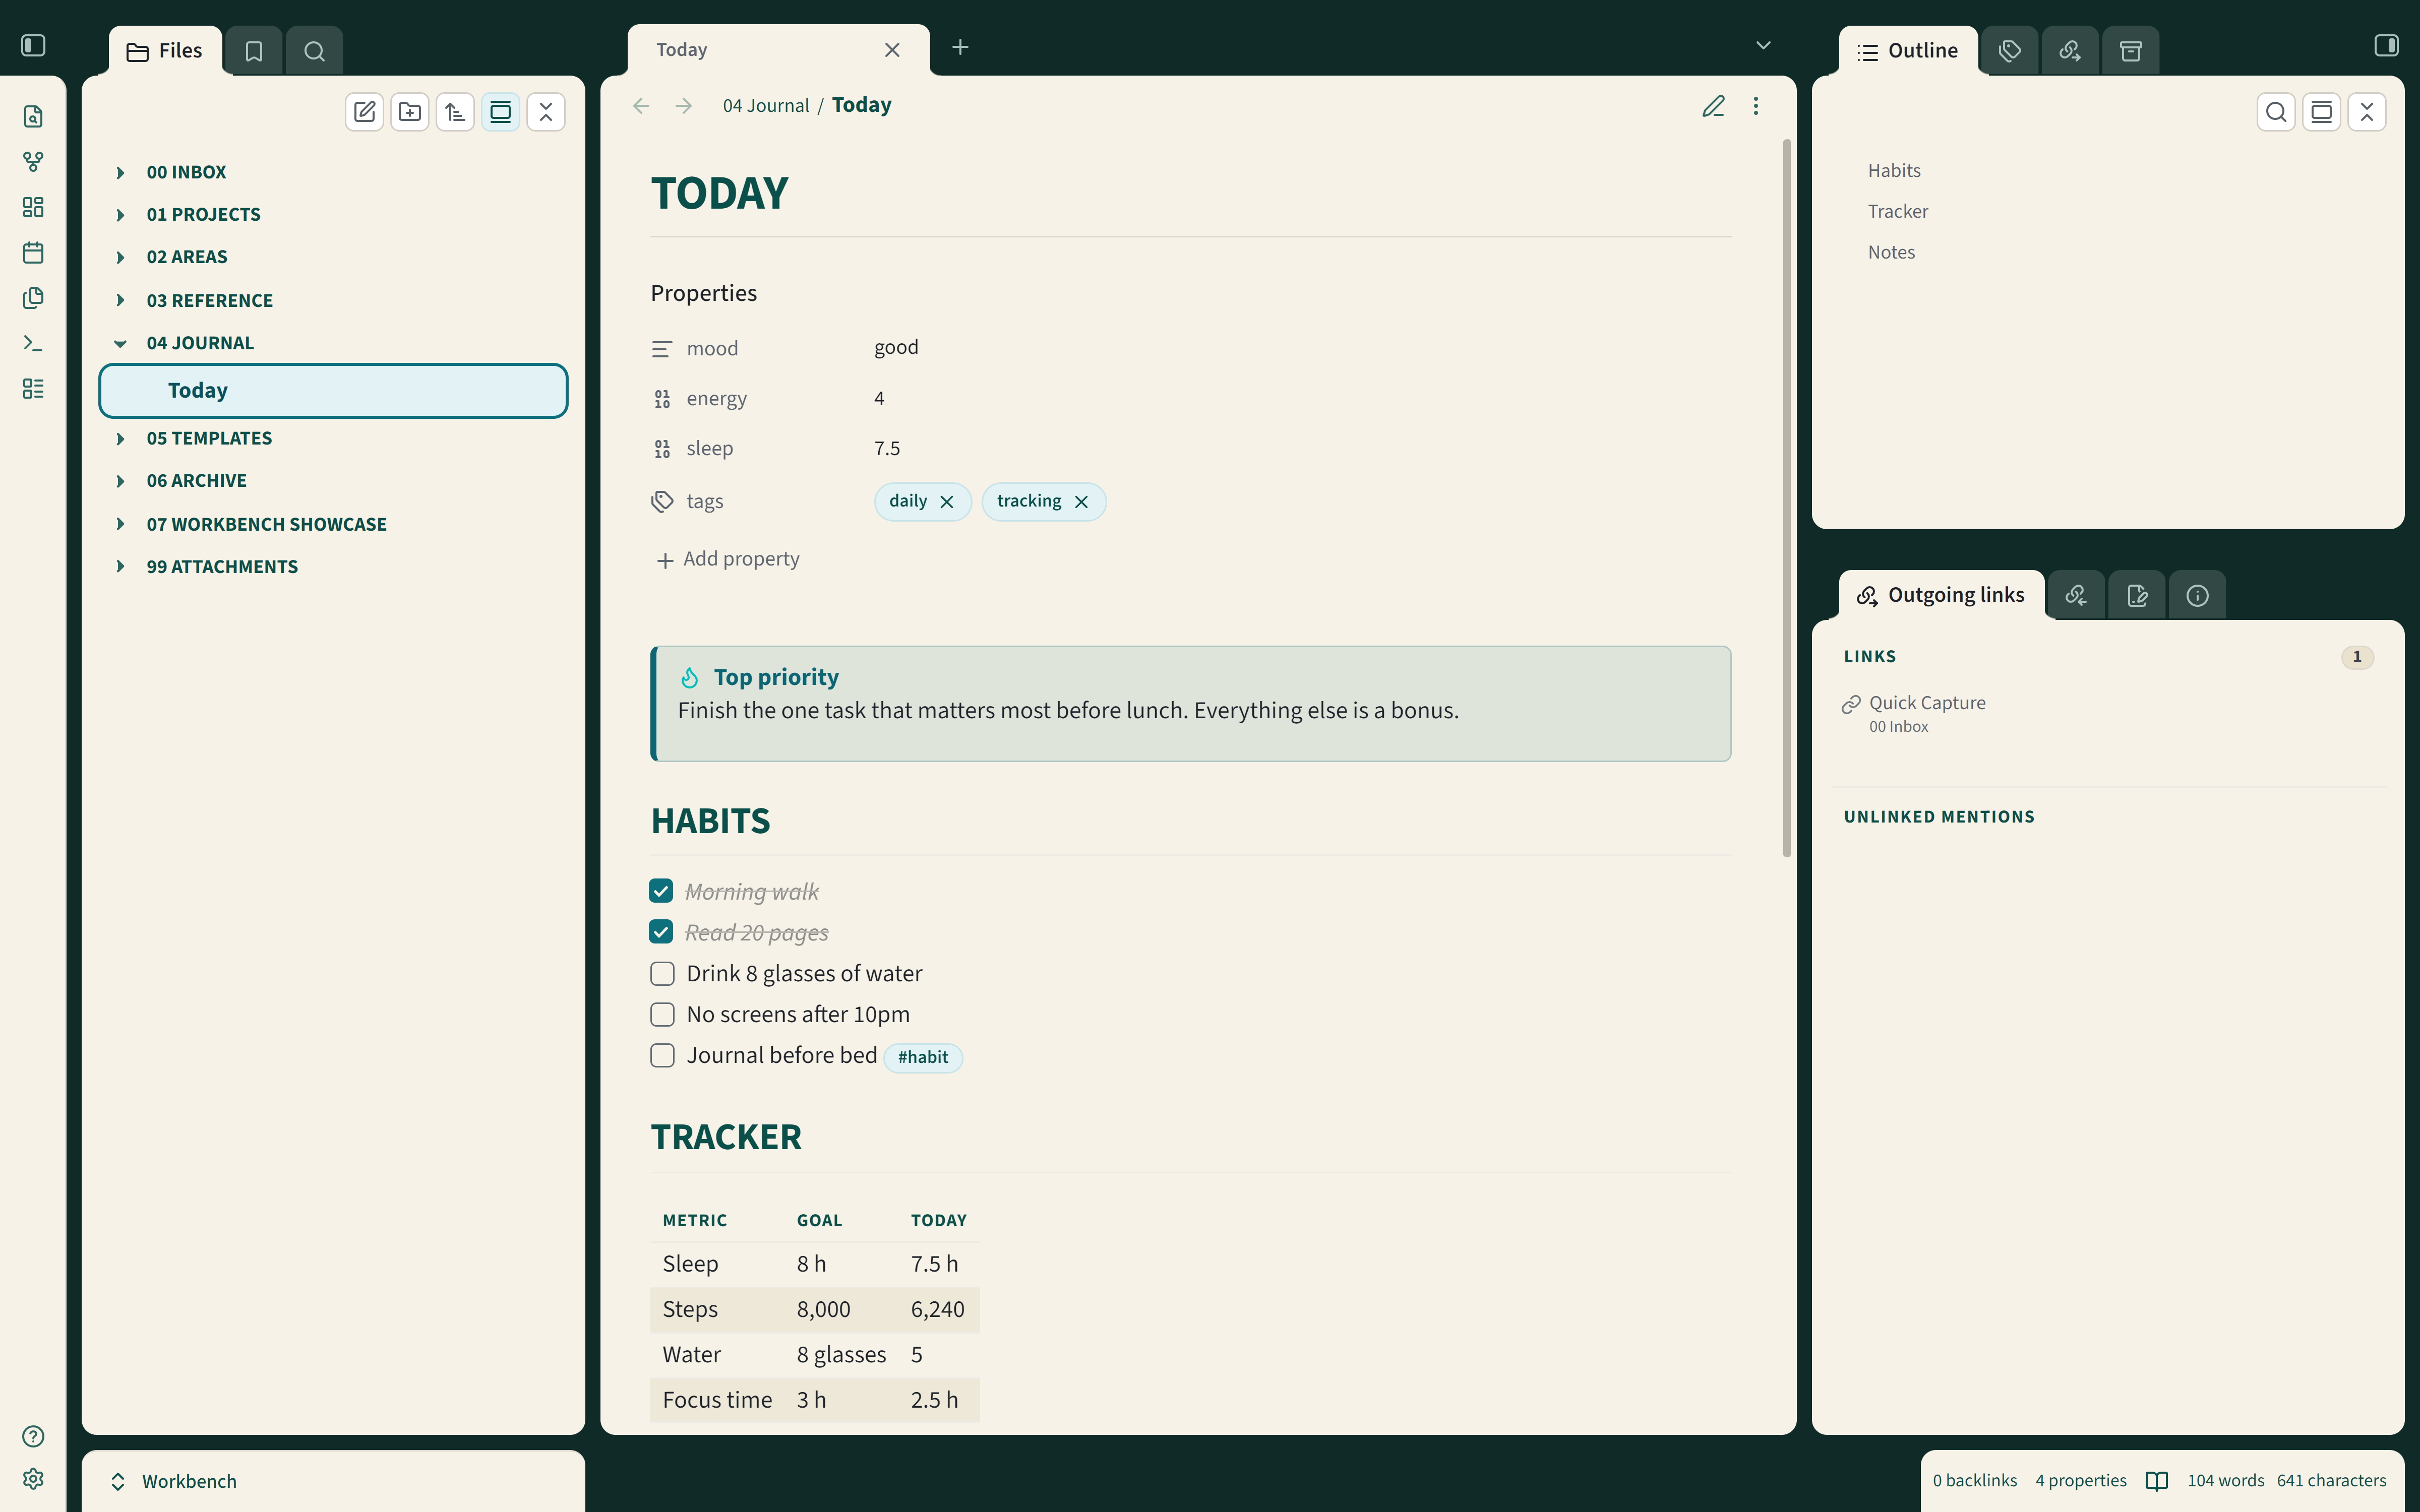 Files
00 INBOX
01 PROJECTS
02 AREAS
03 REFERENCE
04 JOURNAL
Today
05 TEMPLATES
06 ARCHIVE
07 WORKBENCH SHOWCASE
99 ATTACHMENTS
Workbench
Today
04 Journal / Today
TODAY
Properties
mood good
energy 4
sleep 7.5
tags daily tracking
Add property
Top priority
Finish the one task that matters most before lunch. Everything else is a bonus.
HABITS
Morning walk
Read 20 pages
Drink 8 glasses of water
No screens after 10pm
Journal before bed #habit
TRACKER
METRIC GOAL TODAY
Sleep 8 h 7.5 h
Steps 8,000 6,240
Water 8 glasses 5
Focus time 3 h 2.5 h
Outline
Habits
Tracker
Notes
Outgoing links
LINKS 1
Quick Capture
00 Inbox
UNLINKED MENTIONS
0 backlinks 4 properties 104 words 641 characters